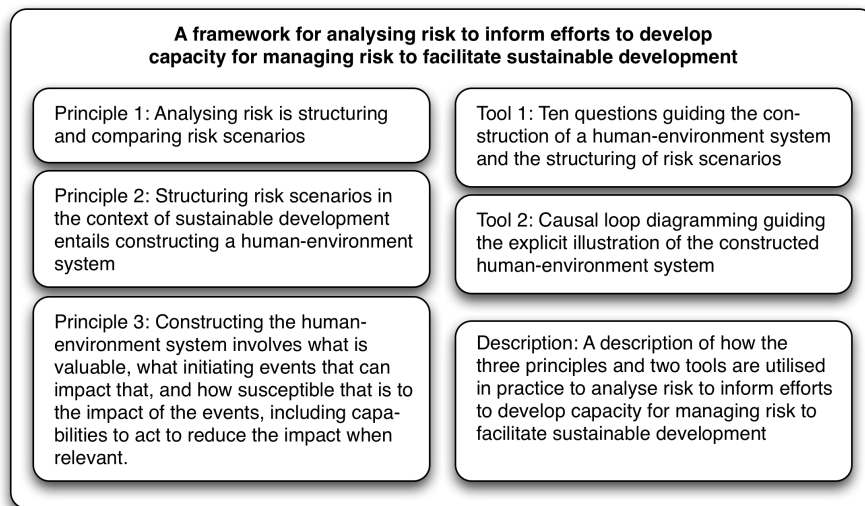 A framework for analysing risk to inform efforts to develop
capacity for managing risk to facilitate sustainable development
Principle 1: Analysing risk is structuring
and comparing risk scenarios
Principle 2: Structuring risk scenarios in
the context of sustainable development
entails constructing a human-environment
system
Principle 3: Constructing the human-
environment system involves what is
valuable, what initiating events that can
impact that, and how susceptible that is to
the impact of the events, including capa-
bilities to act to reduce the impact when
relevant.
Tool 1: Ten questions guiding the con-
struction of a human-environment system
and the structuring of risk scenarios
Tool 2: Causal loop diagramming guiding
the explicit illustration of the constructed
human-environment system
Description: A description of how the
three principles and two tools are utilised
in practice to analyse risk to inform efforts
to develop capacity for managing risk to
facilitate sustainable development